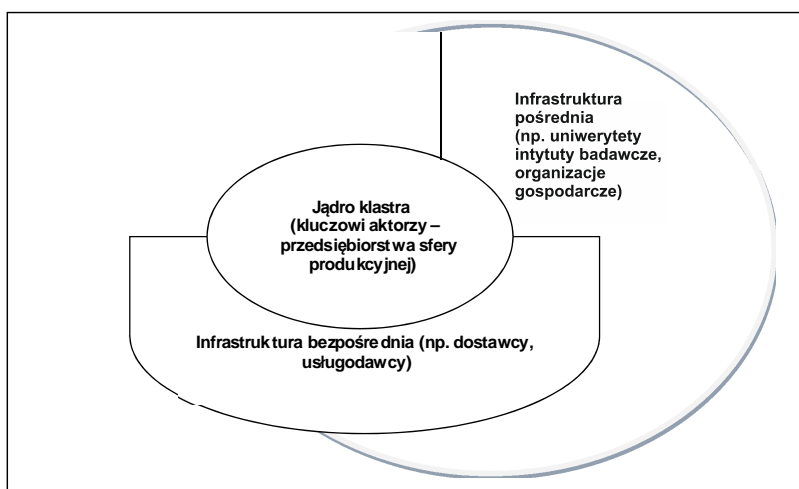 Infrastruktura
pośrednia
(np. uniwerytety
intytuty badawcze,
organizacje
gospodarcze)
Jądro klastra
(kluczowi aktorzy –
przedsiębiorstwa sfery
produkcyjnej)
Infrastruktura bezpośrednia (np. dostawcy,
usługodawcy)